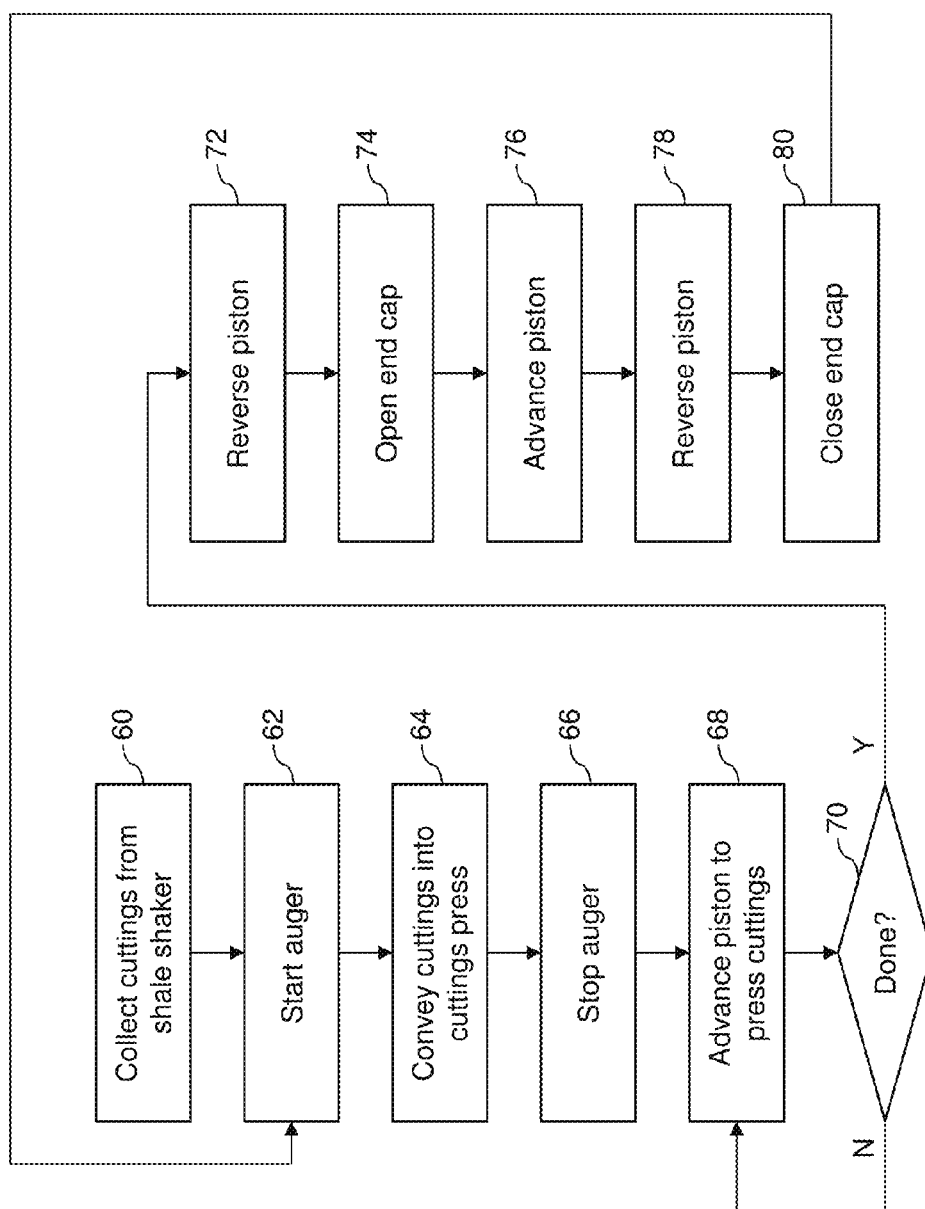 Collect cuttings from
shale shaker
60
Start auger
62
Convey cuttings into
cuttings press
64
Stop auger
66
Advance piston to
press cuttings
68
Done?
70
N
Y
Reverse piston
72
Open end cap
74
Advance piston
76
Reverse piston
78
Close end cap
80